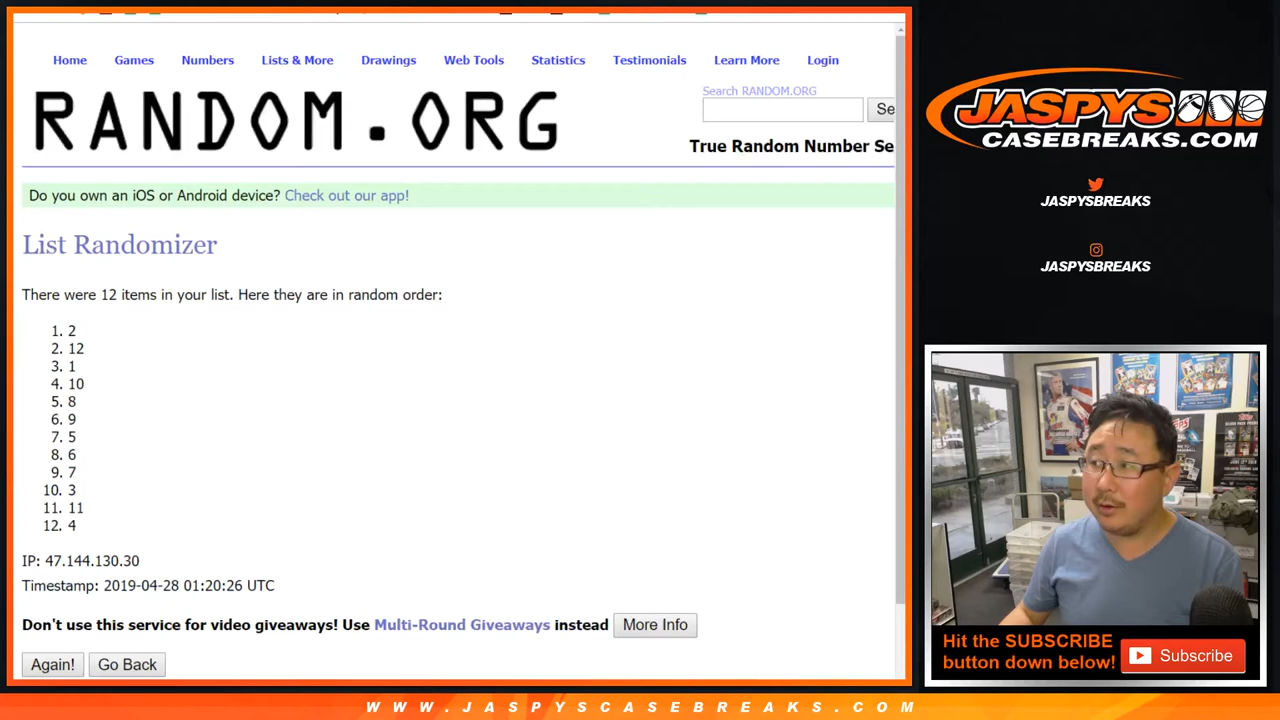 Home Games Numbers Lists & More Drawings Web Tools Statistics Testimonials Learn More Login
Search RANDOM.ORG
RANDOM.ORG
Se
True Random Number Se
Do you own an iOS or Android device? Check out our app!
List Randomizer
There were 12 items in your list. Here they are in random order:
1. 2
2. 12
3. 1
4. 10
5. 8
6. 9
7. 5
8. 6
9. 7
10. 3
11. 11
12. 4
IP: 47.144.130.30
Timestamp: 2019-04-28 01:20:26 UTC
Don't use this service for video giveaways! Use Multi-Round Giveaways instead More Info
Again! Go Back
JASPYS
CASEBREAKS.COM
JASPYSBREAKS
JASPYSBREAKS
Hit the SUBSCRIBE
button down below!
Subscribe
WWW.JASPYSCASEBREAKS.COM